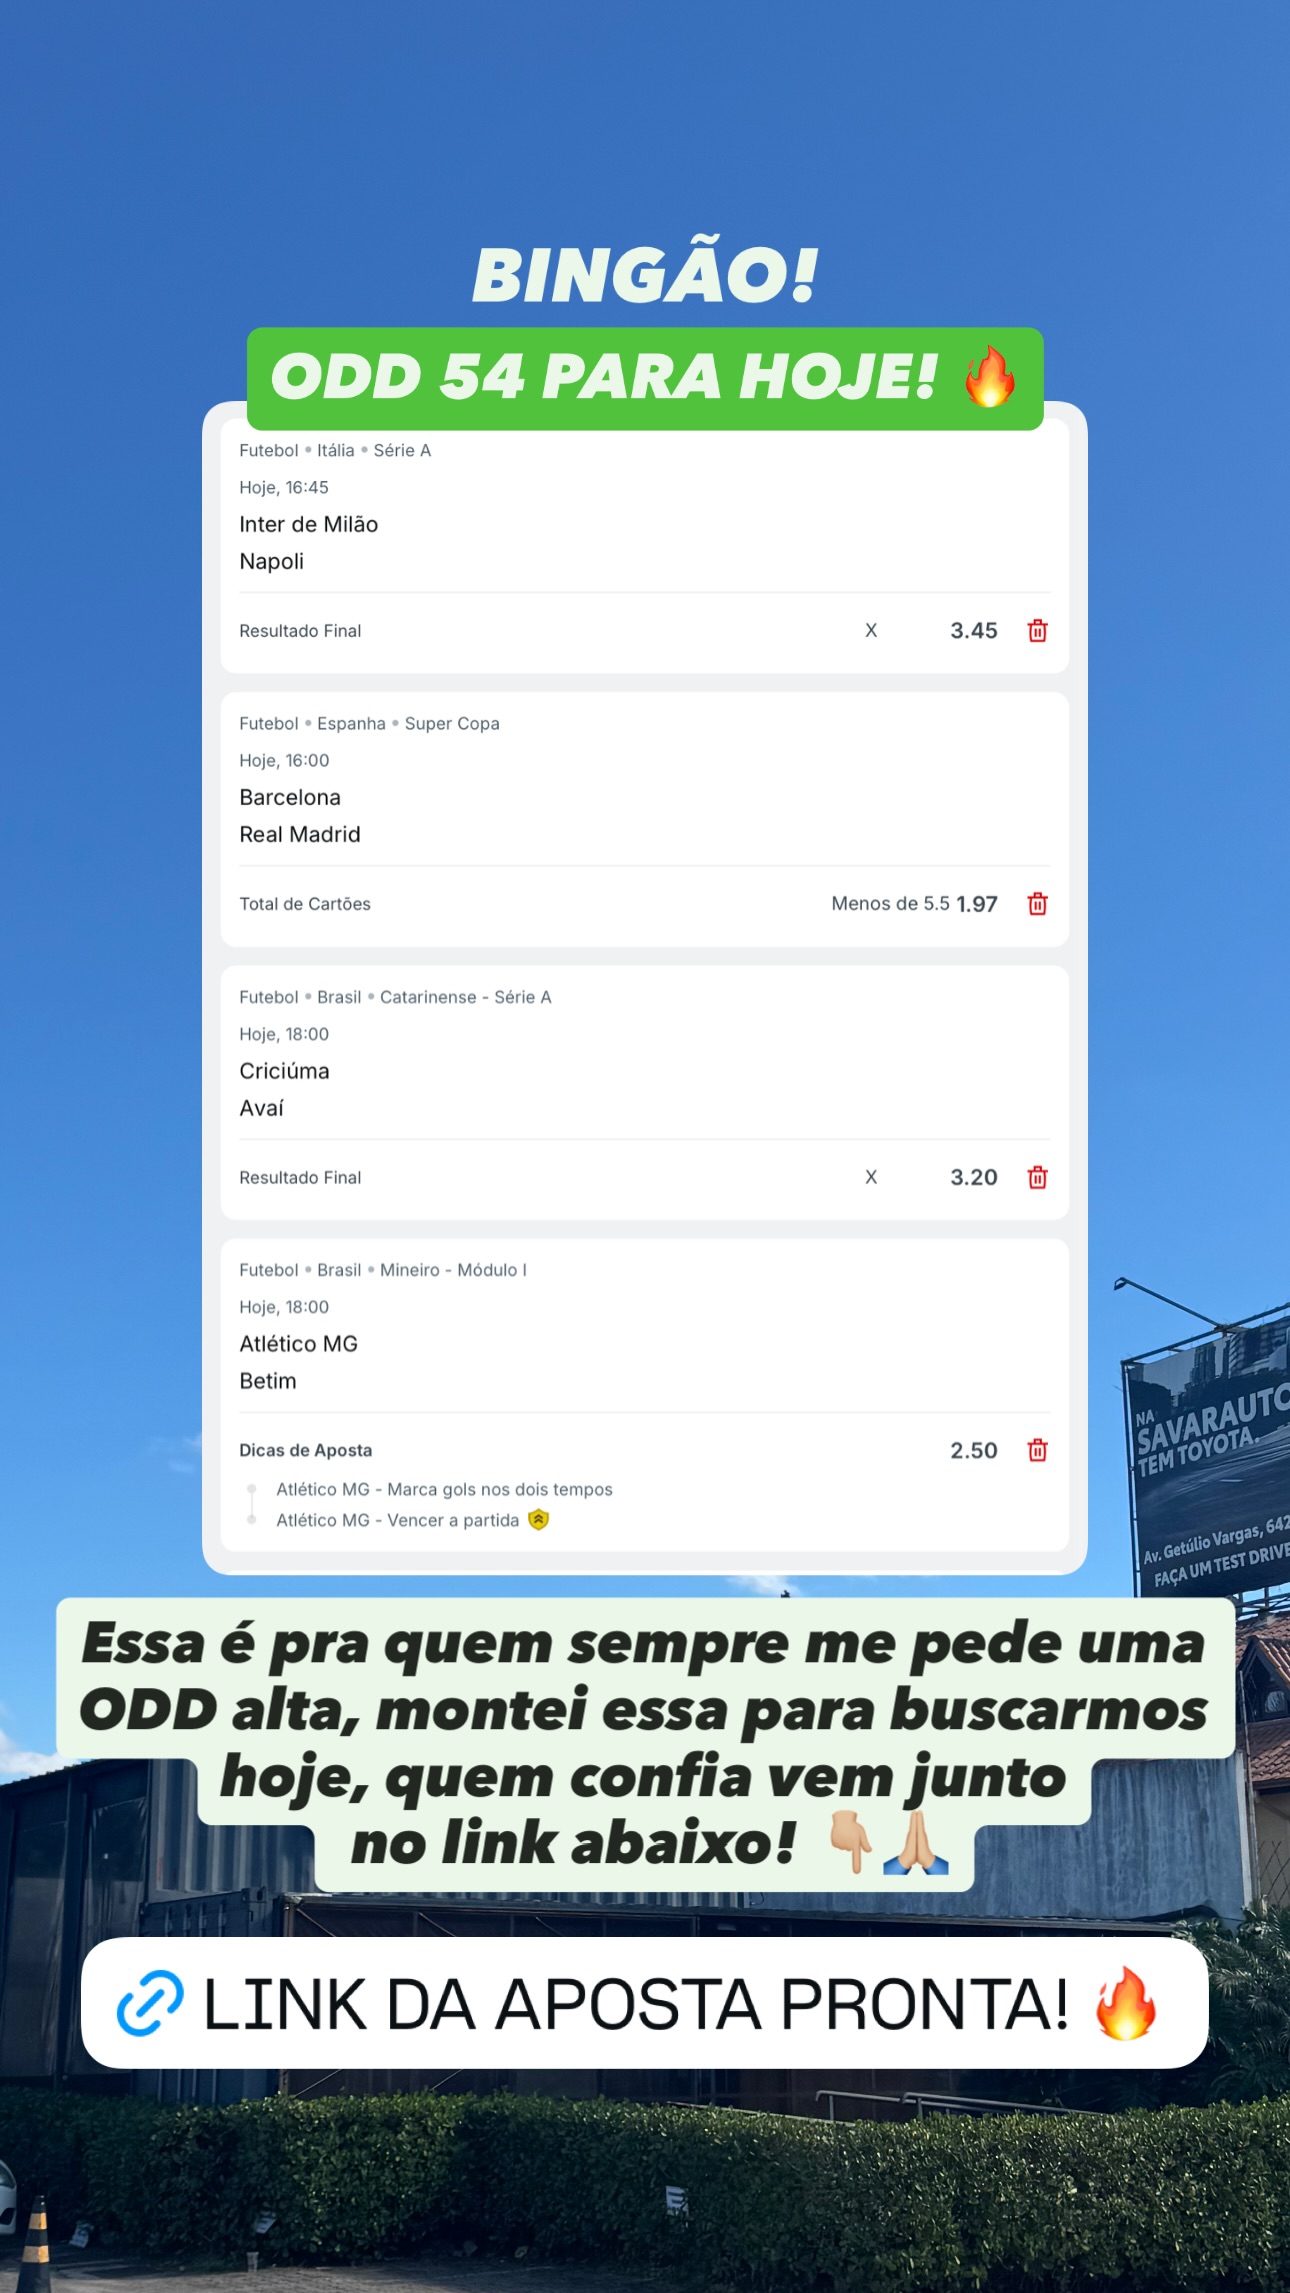 BINGÃO!
ODD 54 PARA HOJE! 🔥
Futebol • Itália • Série A
Hoje, 16:45
Inter de Milão
Napoli
Resultado Final X 3.45
Futebol • Espanha • Super Copa
Hoje, 16:00
Barcelona
Real Madrid
Total de Cartões Menos de 5.5 1.97
Futebol • Brasil • Catarinense - Série A
Hoje, 18:00
Criciúma
Avaí
Resultado Final X 3.20
Futebol • Brasil • Mineiro - Módulo I
Hoje, 18:00
Atlético MG
Betim
Dicas de Aposta 2.50
Atlético MG - Marca gols nos dois tempos
Atlético MG - Vencer a partida
NA
SAVARAUTO
TEM TOYOTA.
Av. Getúlio Vargas, 642
FAÇA UM TEST DRIVE
Essa é pra quem sempre me pede uma
ODD alta, montei essa para buscarmos
hoje, quem confia vem junto
no link abaixo! 👇🏼🙏🏼
LINK DA APOSTA PRONTA! 🔥